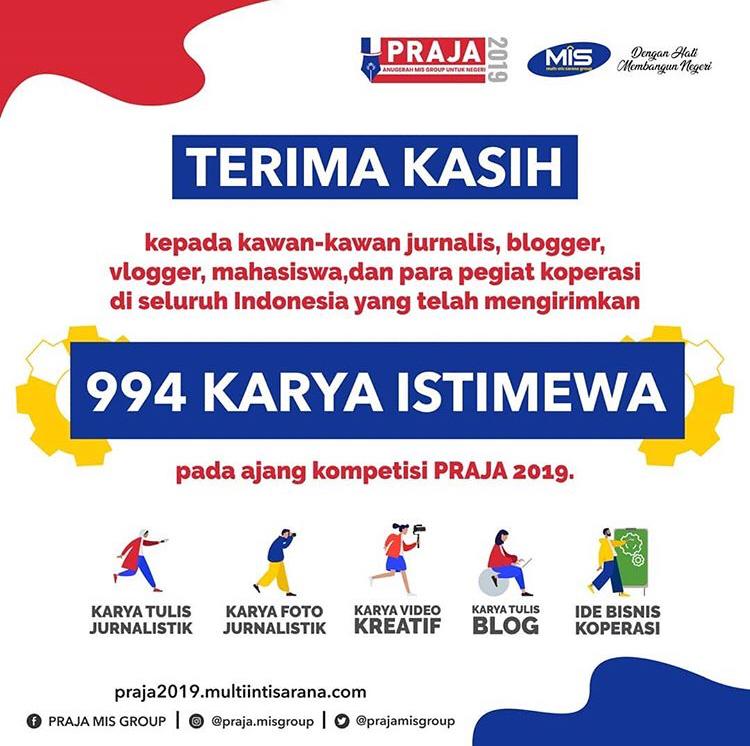 PRAJA
ANUGERAH MIS GROUP UNTUK NEGERI
2019
MIS
multi inti sarana group
Dengan Hati
Membangun Negeri
TERIMA KASIH
kepada kawan-kawan jurnalis, blogger,
vlogger, mahasiswa,dan para pegiat koperasi
di seluruh Indonesia yang telah mengirimkan
994 KARYA ISTIMEWA
pada ajang kompetisi PRAJA 2019.
KARYA TULIS
JURNALISTIK
KARYA FOTO
JURNALISTIK
KARYA VIDEO
KREATIF
KARYA TULIS
BLOG
IDE BISNIS
KOPERASI
praja2019.multiintisarana.com
PRAJA MIS GROUP | @praja.misgroup | @prajamisgroup